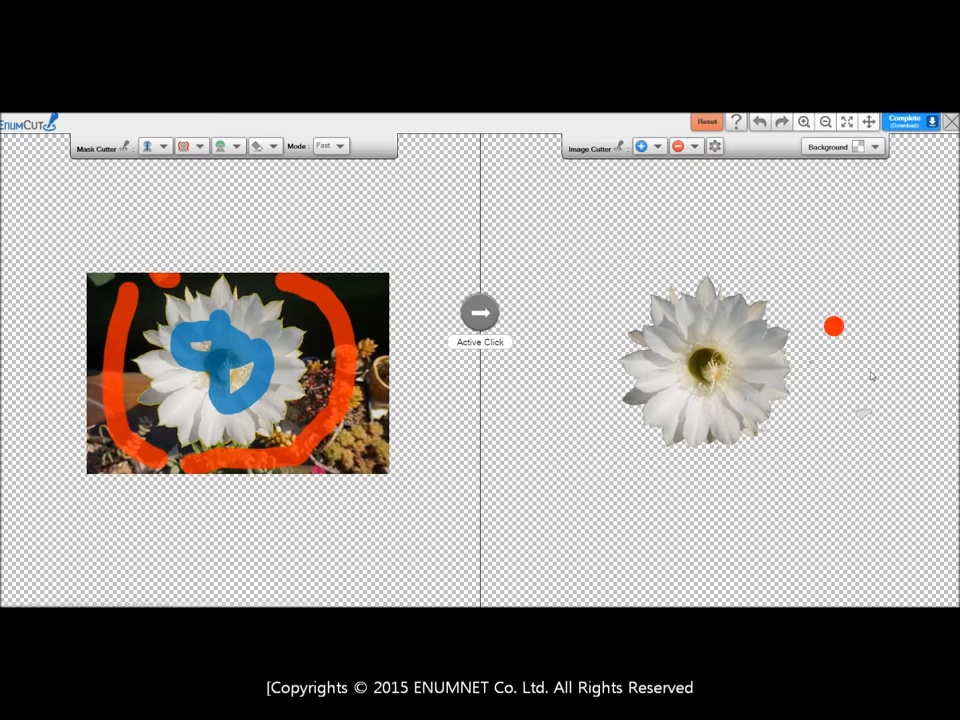 ENUMCUT
Reset
?
Complete
(Download)
Mask Cutter :
Mode :
Fast
Image Cutter :
Background
Active Click
[Copyrights © 2015 ENUMNET Co. Ltd. All Rights Reserved